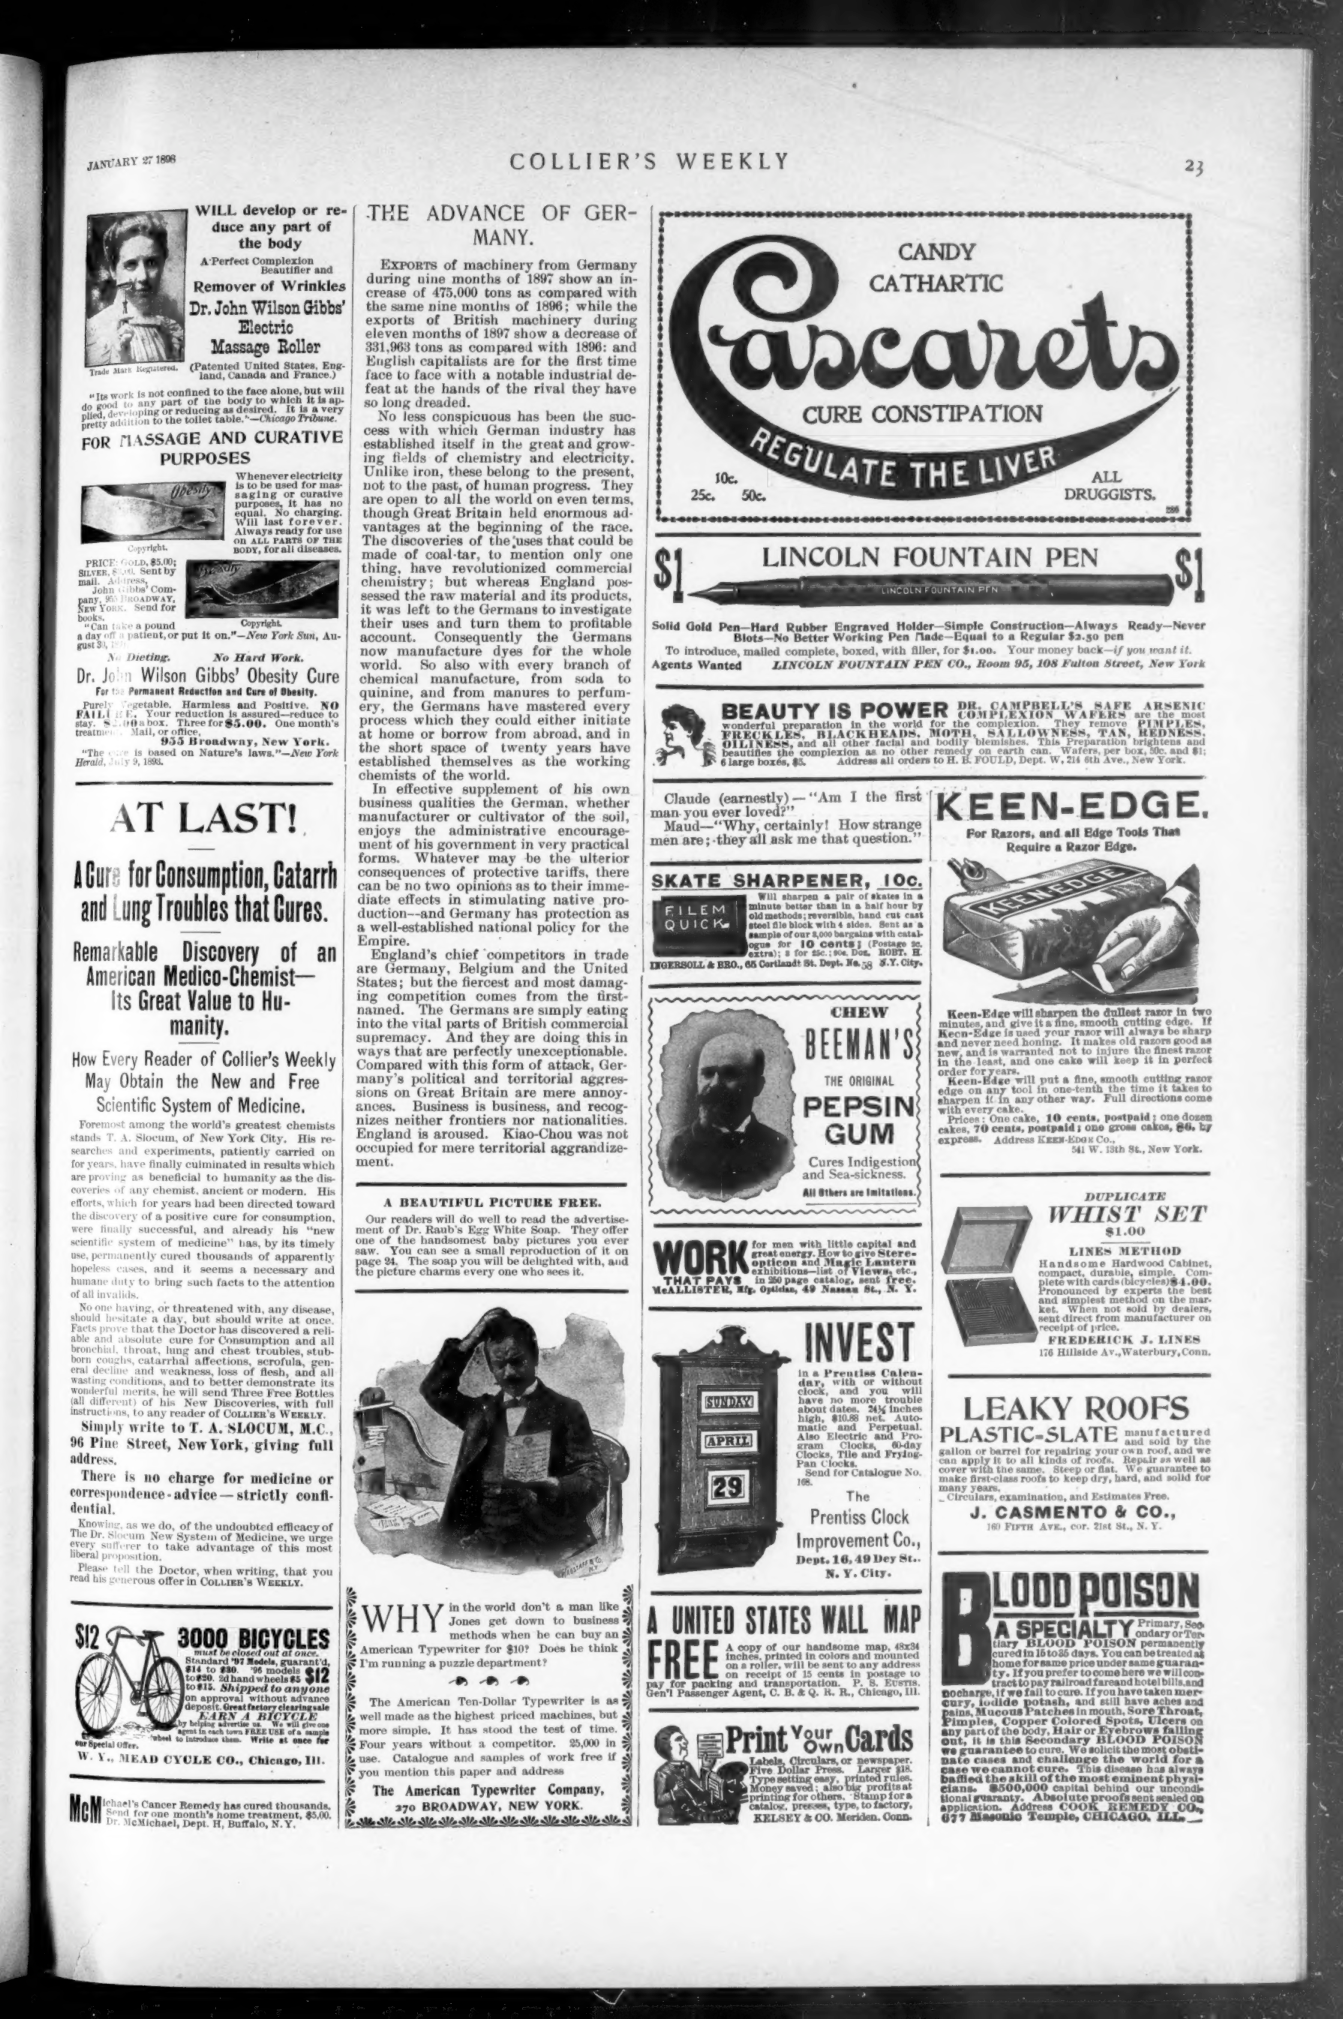 JANUARY 27 1898
COLLIER'S WEEKLY
23
WILL develop or re-
duce any part of
the body
A Perfect Complexion
Beautifier and
Remover of Wrinkles
Dr. John Wilson Gibbs'
Electric
Massage Roller
(Patented United States, Eng-
land, Canada and France.)
Trade Mark Registered.
"Its work is not confined to the face alone, but will
do good to any part of the body to which it is ap-
plied, developing or reducing as desired. It is a very
pretty addition to the toilet table."—Chicago Tribune.
FOR MASSAGE AND CURATIVE
PURPOSES
Obesity
Copyright.
Whenever electricity
is to be used for mas-
saging or curative
purposes, it has no
equal. No charging.
Will last forever.
Always ready for use
on ALL PARTS OF THE
BODY, for all diseases.
PRICE: GOLD, $5.00;
SILVER, Sent by
mail. Address,
John Gibbs' Com-
pany, 955 BROADWAY,
NEW YORK. Send for
books.
Copyright.
"Can take a pound
a day off a patient, or put it on."—New York Sun, Au-
gust 30,
No Dieting. No Hard Work.
Dr. John Wilson Gibbs' Obesity Cure
For the Permanent Reduction and Cure of Obesity.
Purely Vegetable. Harmless and Positive. NO
FAILURE. Your reduction is assured—reduce to
stay. a box. Three for $5.00. One month's
treatment. Mail, or office,
955 Broadway, New York.
"The cure is based on Nature's laws."—New York
Herald, July 9, 1893.
AT LAST!
A Cure for Consumption, Catarrh
and Lung Troubles that Cures.
Remarkable Discovery of an
American Medico-Chemist—
Its Great Value to Hu-
manity.
How Every Reader of Collier's Weekly
May Obtain the New and Free
Scientific System of Medicine.
Foremost among the world's greatest chemists
stands T. A. Slocum, of New York City. His re-
searches and experiments, patiently carried on
for years, have finally culminated in results which
are proving as beneficial to humanity as the dis-
coveries of any chemist, ancient or modern. His
efforts, which for years had been directed toward
the discovery of a positive cure for consumption,
were finally successful, and already his "new
scientific system of medicine" has, by its timely
use, permanently cured thousands of apparently
hopeless cases, and it seems a necessary and
humane duty to bring such facts to the attention
of all invalids.
No one having, or threatened with, any disease,
should hesitate a day, but should write at once.
Facts prove that the Doctor has discovered a reli-
able and absolute cure for Consumption and all
bronchial, throat, lung and chest troubles, stub-
born coughs, catarrhal affections, scrofula, gen-
eral decline and weakness, loss of flesh, and all
wasting conditions, and to better demonstrate its
wonderful merits, he will send Three Free Bottles
(all different) of his New Discoveries, with full
instructions, to any reader of COLLIER'S WEEKLY.
Simply write to T. A. SLOCUM, M.C.,
96 Pine Street, New York, giving full
address.
There is no charge for medicine or
correspondence-advice — strictly confi-
dential.
Knowing, as we do, of the undoubted efficacy of
The Dr. Slocum New System of Medicine, we urge
every sufferer to take advantage of this most
liberal proposition.
Please tell the Doctor, when writing, that you
read his generous offer in COLLIER'S WEEKLY.
$12
3000 BICYCLES
must be closed out at once.
Standard '97 Models, guarant'd,
$14 to $30. '96 models $12
to $20. 2d hand wheels $5
to $15. Shipped to anyone
on approval without advance
deposit. Great factory clearing sale
EARN A BICYCLE
by helping advertise us. We will give one
agent in each town FREE USE of a sample
wheel to introduce them. Write at once for
our Special Offer.
W. Y., MEAD CYCLE CO., Chicago, Ill.
McMichael's Cancer Remedy has cured thousands.
Send for one month's home treatment, $5.00.
Dr. McMichael, Dept. H, Buffalo, N.Y.
THE ADVANCE OF GER-
MANY.
EXPORTS of machinery from Germany
during nine months of 1897 show an in-
crease of 475,000 tons as compared with
the same nine months of 1896; while the
exports of British machinery during
eleven months of 1897 show a decrease of
331,963 tons as compared with 1896: and
English capitalists are for the first time
face to face with a notable industrial de-
feat at the hands of the rival they have
so long dreaded.
No less conspicuous has been the suc-
cess with which German industry has
established itself in the great and grow-
ing fields of chemistry and electricity.
Unlike iron, these belong to the present,
not to the past, of human progress. They
are open to all the world on even terms,
though Great Britain held enormous ad-
vantages at the beginning of the race.
The discoveries of the uses that could be
made of coal-tar, to mention only one
thing, have revolutionized commercial
chemistry; but whereas England pos-
sessed the raw material and its products,
it was left to the Germans to investigate
their uses and turn them to profitable
account. Consequently the Germans
now manufacture dyes for the whole
world. So also with every branch of
chemical manufacture, from soda to
quinine, and from manures to perfum-
ery, the Germans have mastered every
process which they could either initiate
at home or borrow from abroad, and in
the short space of twenty years have
established themselves as the working
chemists of the world.
In effective supplement of his own
business qualities the German, whether
manufacturer or cultivator of the soil,
enjoys the administrative encourage-
ment of his government in very practical
forms. Whatever may be the ulterior
consequences of protective tariffs, there
can be no two opinions as to their imme-
diate effects in stimulating native pro-
duction—and Germany has protection as
a well-established national policy for the
Empire.
England's chief competitors in trade
are Germany, Belgium and the United
States; but the fiercest and most damag-
ing competition comes from the first-
named. The Germans are simply eating
into the vital parts of British commercial
supremacy. And they are doing this in
ways that are perfectly unexceptionable.
Compared with this form of attack, Ger-
many's political and territorial aggres-
sions on Great Britain are mere annoy-
ances. Business is business, and recog-
nizes neither frontiers nor nationalities.
England is aroused. Kiao-Chou was not
occupied for mere territorial aggrandize-
ment.
A BEAUTIFUL PICTURE FREE.
Our readers will do well to read the advertise-
ment of Dr. Raub's Egg White Soap. They offer
one of the handsomest baby pictures you ever
saw. You can see a small reproduction of it on
page 24. The soap you will be delighted with, and
the picture charms every one who sees it.
WHY in the world don't a man like
Jones get down to business
methods when he can buy an
American Typewriter for $10? Does he think
I'm running a puzzle department?
The American Ten-Dollar Typewriter is as
well made as the highest priced machines, but
more simple. It has stood the test of time.
Four years without a competitor. 25,000 in
use. Catalogue and samples of work free if
you mention this paper and address
The American Typewriter Company,
270 BROADWAY, NEW YORK.
CANDY
CATHARTIC
Cascarets
CURE CONSTIPATION
REGULATE THE LIVER
10c.
25c. 50c.
ALL
DRUGGISTS.
$1
LINCOLN FOUNTAIN PEN
$1
LINCOLN FOUNTAIN PEN
Solid Gold Pen—Hard Rubber Engraved Holder—Simple Construction—Always Ready—Never
Blots—No Better Working Pen Made—Equal to a Regular $2.50 pen
To introduce, mailed complete, boxed, with filler, for $1.00. Your money back—if you want it.
Agents Wanted LINCOLN FOUNTAIN PEN CO., Room 95, 108 Fulton Street, New York
BEAUTY IS POWER DR. CAMPBELL'S SAFE ARSENIC
COMPLEXION WAFERS are the most
wonderful preparation in the world for the complexion. They remove PIMPLES,
FRECKLES, BLACKHEADS, MOTH, SALLOWNESS, TAN, REDNESS,
OILINESS, and all other facial and bodily blemishes. This Preparation brightens and
beautifies the complexion as no other remedy on earth can. Wafers, per box, 50c. and $1;
6 large boxes, $5. Address all orders to H. B. FOULD, Dept. W, 214 6th Ave., New York.
Claude (earnestly) — "Am I the first
man you ever loved?"
Maud—"Why, certainly! How strange
men are; they all ask me that question."
SKATE SHARPENER, 10c.
FILEM
QUICK
Will sharpen a pair of skates in a
minute better than in a half hour by
old methods; reversible, hand cut cast
steel file block with 4 sides. Sent as a
sample of our 3,000 bargains with catal-
ogue for 10 cents; (Postage 2c.
extra); 3 for 25c.; 90c. Doz. ROBT. H.
INGERSOLL & BRO., 65 Cortlandt St. Dept. No. 58 N.Y. City.
CHEW
BEEMAN'S
THE ORIGINAL
PEPSIN
GUM
Cures Indigestion
and Sea-sickness.
All Others are Imitations.
WORK
THAT PAYS
for men with little capital and
great energy. How to give Stere-
opticon and Magic Lantern
exhibitions—list of Views, etc.,
in 250 page catalog, sent free.
McALLISTER, Mfg. Optician, 49 Nassau St., N. Y.
SUNDAY
APRIL
29
INVEST
in a Prentiss Calen-
dar, with or without
clock, and you will
have no more trouble
about dates. 24½ inches
high, $10.88 net. Auto-
matic and Perpetual.
Also Electric and Pro-
gram Clocks, 60-day
Clocks, Tile and Frying-
Pan Clocks.
Send for Catalogue No.
168.
The
Prentiss Clock
Improvement Co.,
Dept. 16, 49 Dey St.,
N. Y. City.
A UNITED STATES WALL MAP
FREE A copy of our handsome map, 48x34
inches, printed in colors and mounted
on a roller, will be sent to any address
on receipt of 15 cents in postage to
pay for packing and transportation. P. S. EUSTIS,
Gen'l Passenger Agent, C. B. & Q. R. R., Chicago, Ill.
Print Your Own Cards
Labels, Circulars, or newspaper.
Five Dollar Press. Larger $18.
Type setting easy, printed rules.
Money saved; also big profits at
printing for others. Stamp for a
catalog, presses, type, to factory.
KELSEY & CO. Meriden, Conn.
KEEN-EDGE.
For Razors, and all Edge Tools That
Require a Razor Edge.
KEENEDGE
Keen-Edge will sharpen the dullest razor in two
minutes, and give it a fine, smooth cutting edge. If
Keen-Edge is used your razor will always be sharp
and never need honing. It makes old razors good as
new, and is warranted not to injure the finest razor
in the least, and one cake will keep it in perfect
order for years.
Keen-Edge will put a fine, smooth cutting razor
edge on any tool in one-tenth the time it takes to
sharpen it in any other way. Full directions come
with every cake.
Prices: One cake, 10 cents, postpaid; one dozen
cakes, 70 cents, postpaid; one gross cakes, $6, by
express. Address KEEN-EDGE CO.,
541 W. 13th St., New York.
DUPLICATE
WHIST SET
$1.00
LINES METHOD
Handsome Hardwood Cabinet,
compact, durable, simple. Com-
plete with cards (bicycles) $4.00.
Pronounced by experts the best
and simplest method on the mar-
ket. When not sold by dealers,
sent direct from manufacturer on
receipt of price.
FREDERICK J. LINES
176 Hillside Av., Waterbury, Conn.
LEAKY ROOFS
PLASTIC-SLATE manufactured
and sold by the
gallon or barrel for repairing your own roof, and we
can apply it to all kinds of roofs. Repair as well as
cover with the same. Steep or flat. We guarantee to
make first-class roofs to keep dry, hard, and solid for
many years.
Circulars, examination, and Estimates Free.
J. CASMENTO & CO.,
160 FIFTH AVE., cor. 21st St., N. Y.
BLOOD POISON
A SPECIALTY Primary, Sec-
ondary or Ter-
tiary BLOOD POISON permanently
cured in 15 to 35 days. You can be treated at
home for same price under same guaran-
ty. If you prefer to come here we will con-
tract to pay railroad fare and hotel bills, and
no charge, if we fail to cure. If you have taken mer-
cury, iodide potash, and still have aches and
pains, Mucous Patches in mouth, Sore Throat,
Pimples, Copper Colored Spots, Ulcers on
any part of the body, Hair or Eyebrows falling
out, it is this Secondary BLOOD POISON
we guarantee to cure. We solicit the most obsti-
nate cases and challenge the world for a
case we cannot cure. This disease has always
baffled the skill of the most eminent physi-
cians. $500,000 capital behind our uncondi-
tional guaranty. Absolute proofs sent sealed on
application. Address COOK REMEDY CO.,
677 Masonic Temple, CHICAGO, ILL.